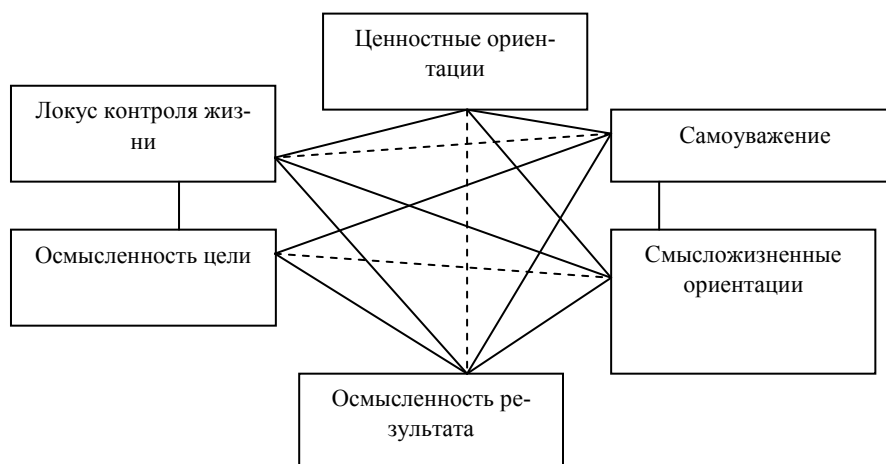 Ценностные ориен-
тации
Локус контроля жиз-
ни
Самоуважение
Осмысленность цели
Смысложизненные
ориентации
Осмысленность ре-
зультата